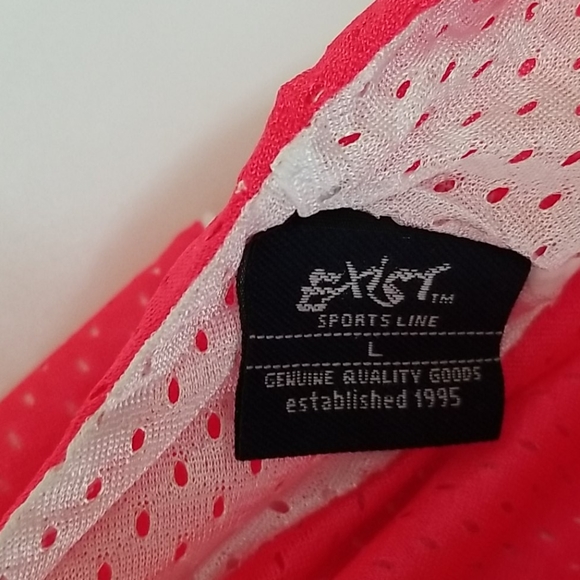 EXIST™
SPORTS LINE
L
GENUINE QUALITY GOODS
established 1995